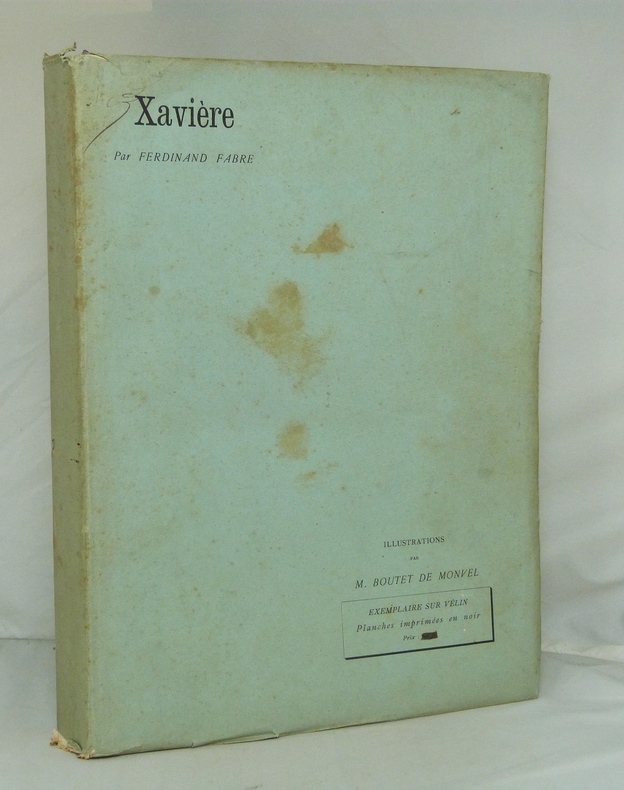 Xavière
Par FERDINAND FABRE
ILLUSTRATIONS
PAR
M. BOUTET DE MONVEL
EXEMPLAIRE SUR VÉLIN
Planches imprimées en noir
Prix :